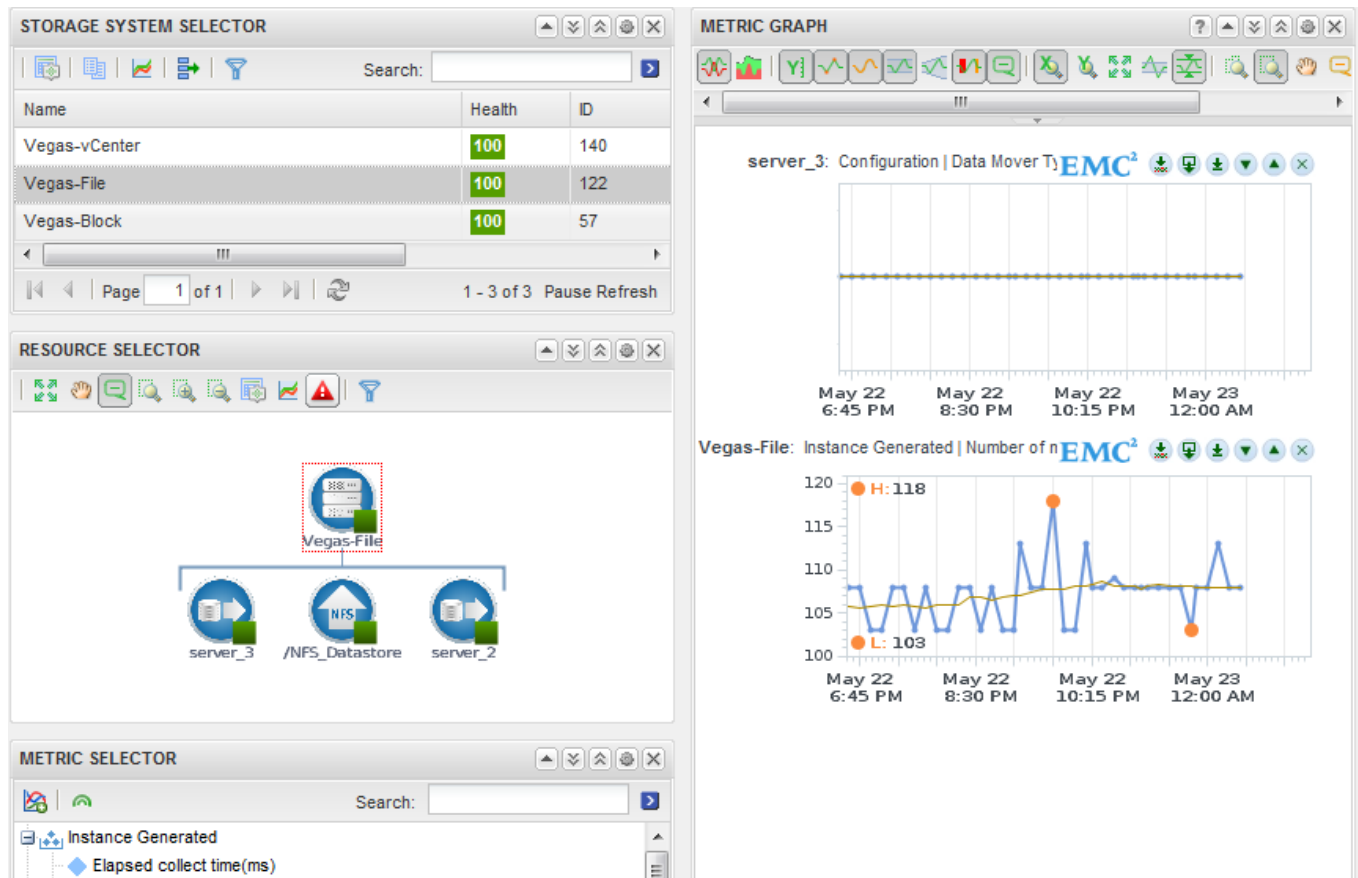 STORAGE SYSTEM SELECTOR
Search:
Name Health ID
Vegas-vCenter 100 140
Vegas-File 100 122
Vegas-Block 100 57
Page 1 of 1 1 - 3 of 3 Pause Refresh
RESOURCE SELECTOR
Vegas-File
server_3 /NFS_Datastore server_2
NFS
METRIC SELECTOR
Search:
Instance Generated
Elapsed collect time(ms)
METRIC GRAPH
server_3: Configuration | Data Mover Ty EMC²
May 22 May 22 May 22 May 23
6:45 PM 8:30 PM 10:15 PM 12:00 AM
Vegas-File: Instance Generated | Number of EMC²
120
H: 118
115
110
105
L: 103
100
May 22 May 22 May 22 May 23
6:45 PM 8:30 PM 10:15 PM 12:00 AM